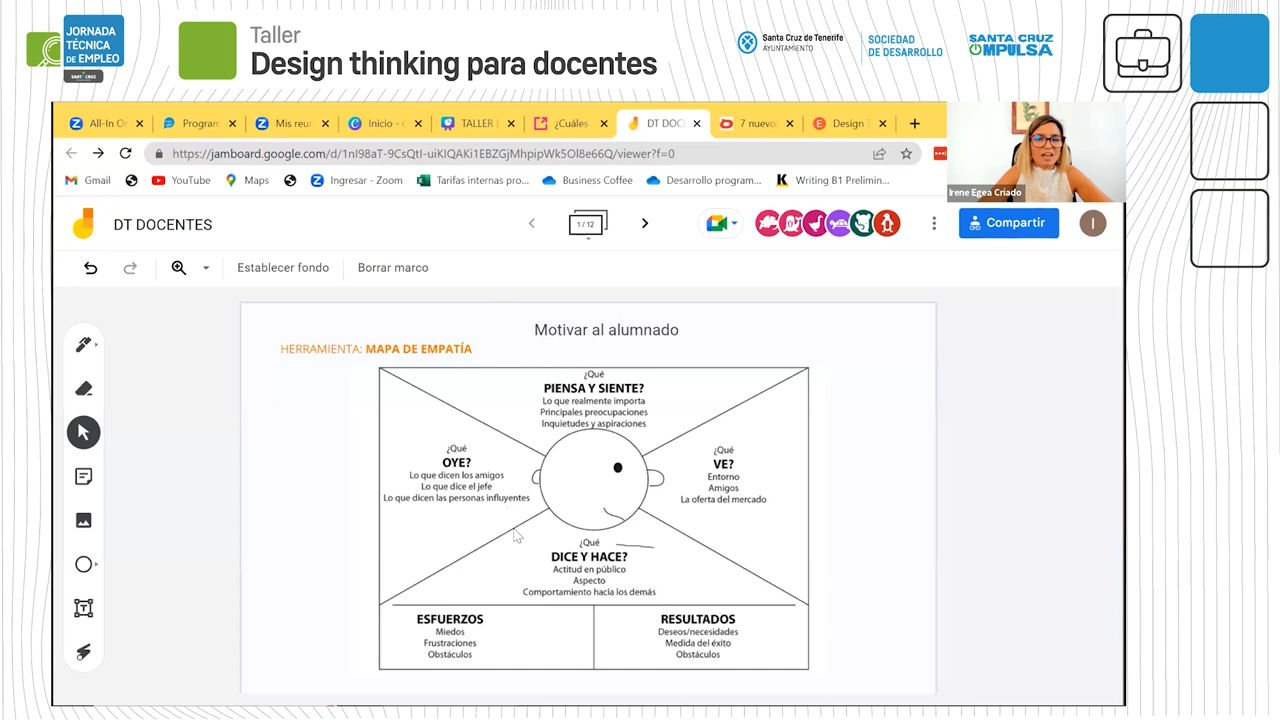 JORNADA
TÉCNICA
DE EMPLEO
Taller
Design thinking para docentes
Santa Cruz de Tenerife
AYUNTAMIENTO
SOCIEDAD
DE DESARROLLO
SANTA CRUZ
OMPULSA
All-In On
Program
Mis reun
Inicio - C
TALLER
¿Cuáles
DT DOC
7 nuevo
Design T
https://jamboard.google.com/d/1nI98aT-9CsQtI-uiKIQAKi1EBZGjMhpipWk5Ol8e66Q/viewer?f=0
Gmail
YouTube
Maps
Ingresar - Zoom
Tarifas internas pro...
Business Coffee
Desarrollo program...
Writing B1 Prelimin...
Irene Egea Criado
DT DOCENTES
1 / 12
Compartir
I
Establecer fondo
Borrar marco
Motivar al alumnado
HERRAMIENTA: MAPA DE EMPATÍA
¿Qué
PIENSA Y SIENTE?
Lo que realmente importa
Principales preocupaciones
Inquietudes y aspiraciones
¿Qué
OYE?
Lo que dicen los amigos
Lo que dice el jefe
Lo que dicen las personas influyentes
¿Qué
VE?
Entorno
Amigos
La oferta del mercado
¿Qué
DICE Y HACE?
Actitud en público
Aspecto
Comportamiento hacia los demás
ESFUERZOS
Miedos
Frustraciones
Obstáculos
RESULTADOS
Deseos/necesidades
Medida del éxito
Obstáculos